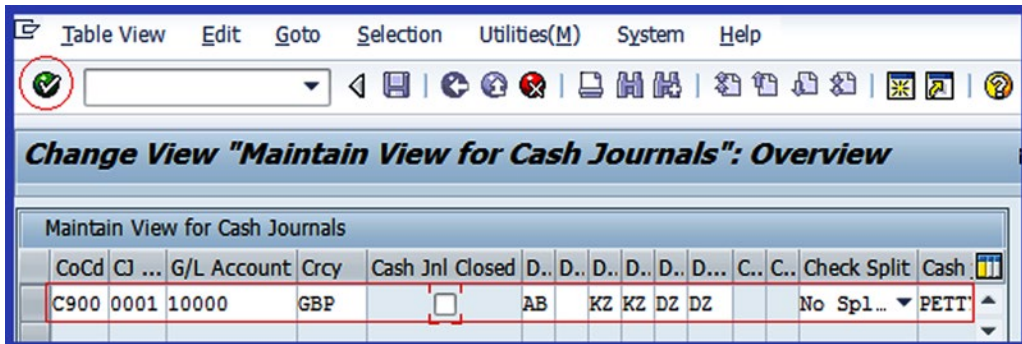 Table View Edit Goto Selection Utilities(M) System Help
Change View "Maintain View for Cash Journals": Overview
Maintain View for Cash Journals
CoCd CJ ... G/L Account Crcy Cash Jnl Closed D.. D.. D.. D.. D.. D... C.. C.. Check Split Cash
C900 0001 10000 GBP AB KZ KZ DZ DZ No Spl... PETT